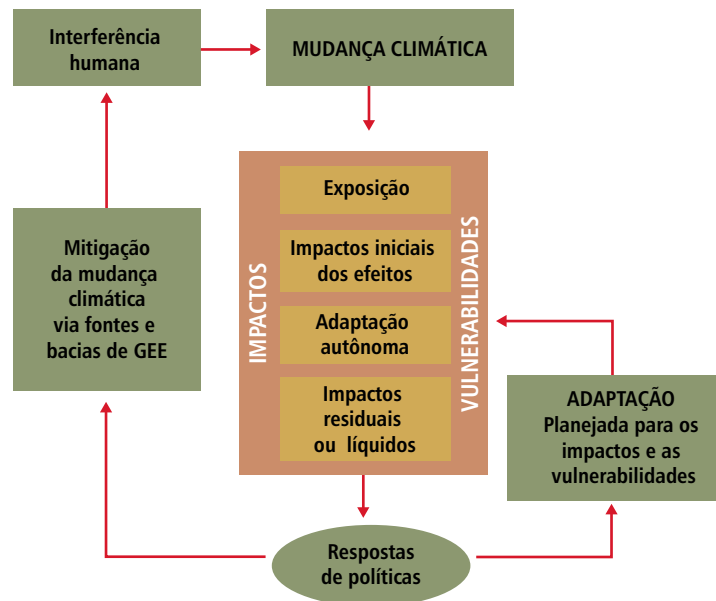 Interferência
humana
MUDANÇA CLIMÁTICA
IMPACTOS
Exposição
Impactos iniciais
dos efeitos
Adaptação
autônoma
Impactos
residuais
ou líquidos
VULNERABILIDADES
Mitigação
da mudança
climática
via fontes e
bacias de GEE
ADAPTAÇÃO
Planejada para os
impactos e as
vulnerabilidades
Respostas
de políticas